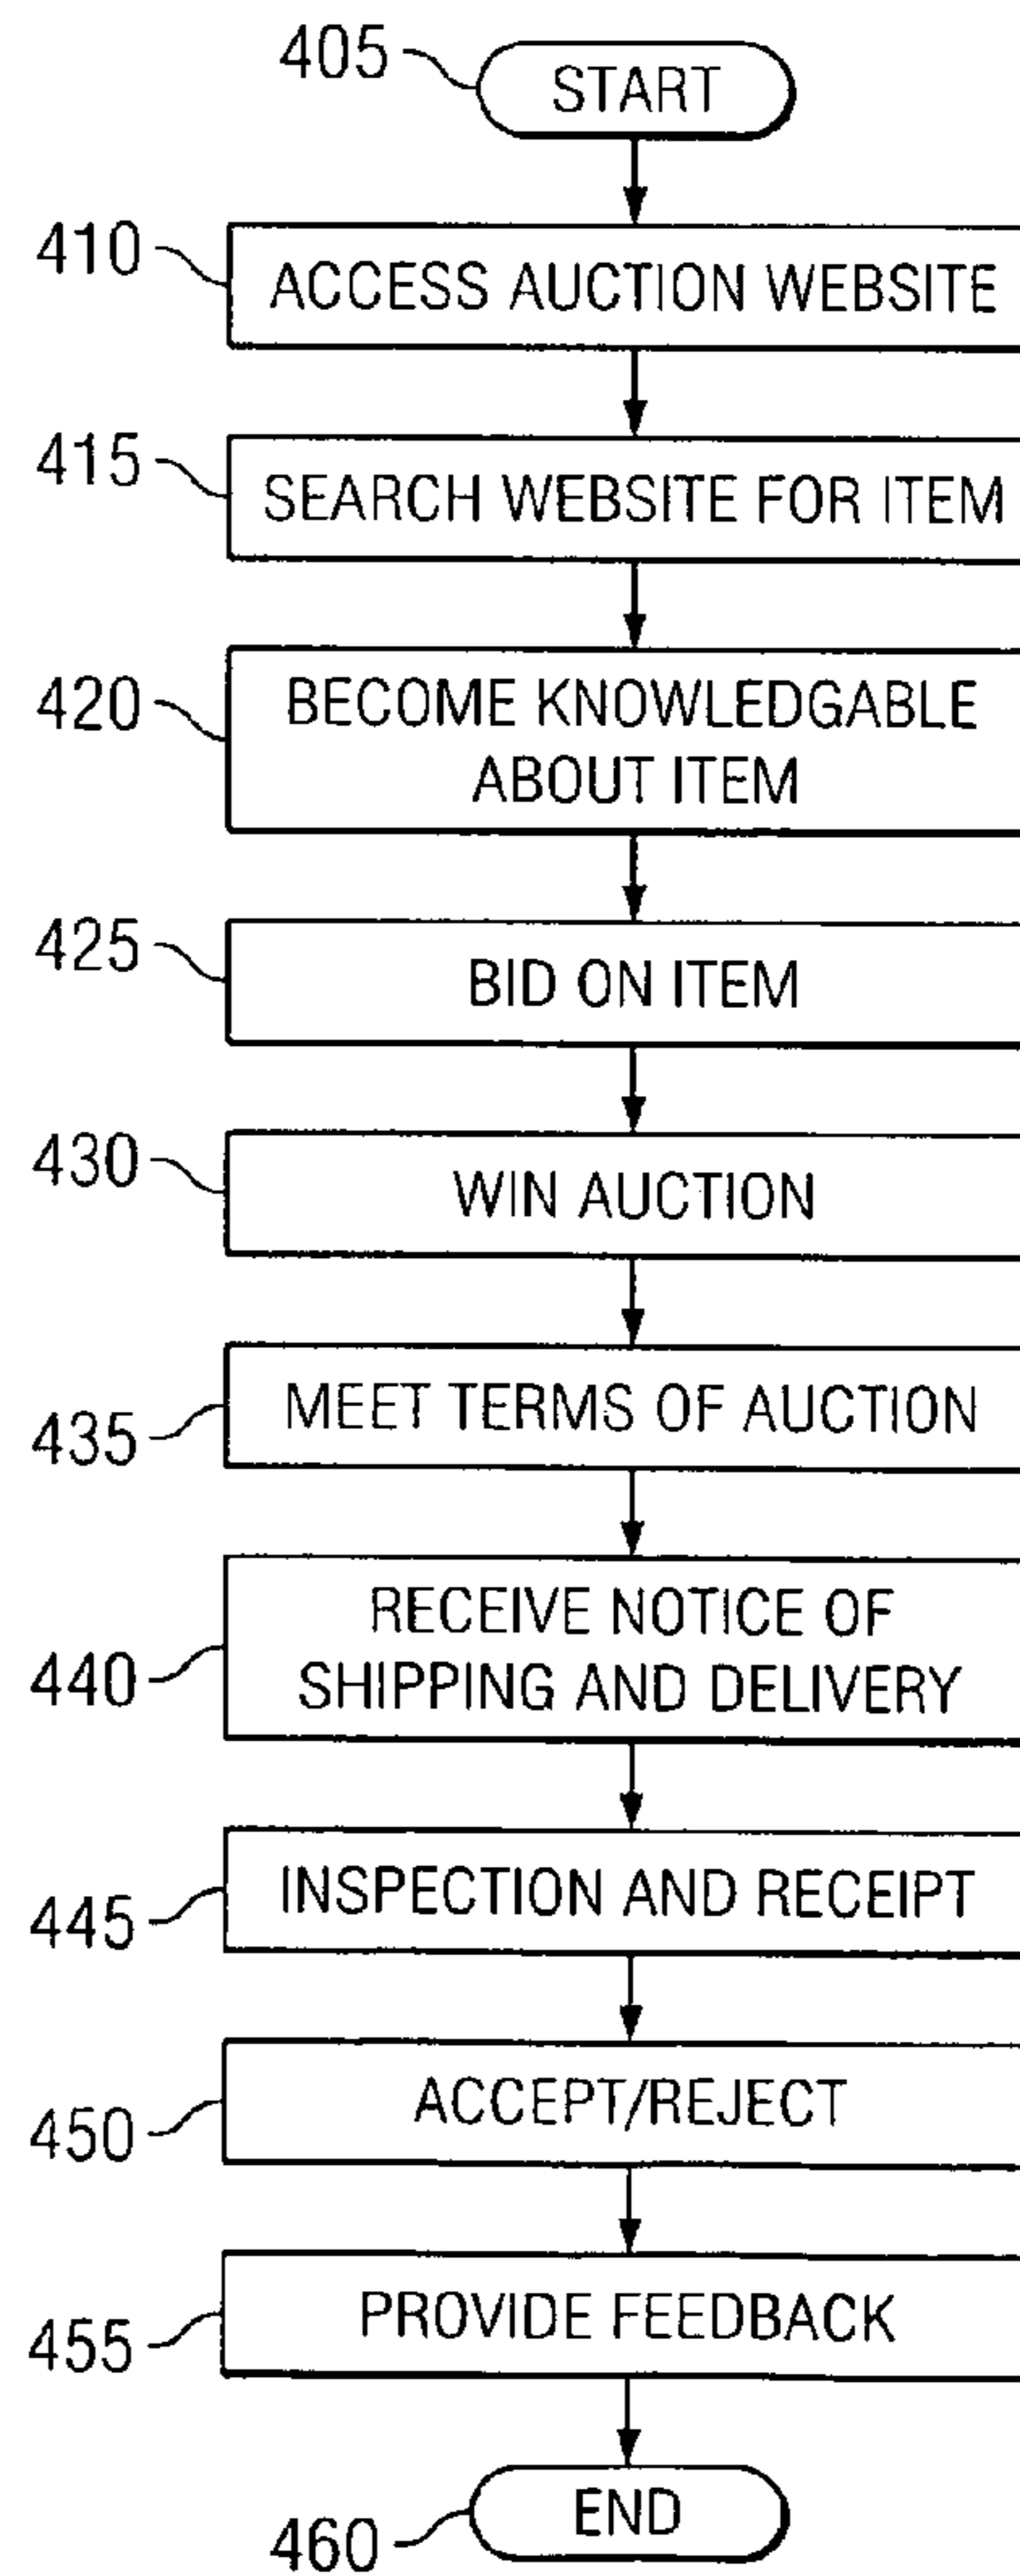 405
START
410
ACCESS AUCTION WEBSITE
415
SEARCH WEBSITE FOR ITEM
420
BECOME KNOWLEDGABLE
ABOUT ITEM
425
BID ON ITEM
430
WIN AUCTION
435
MEET TERMS OF AUCTION
440
RECEIVE NOTICE OF
SHIPPING AND DELIVERY
445
INSPECTION AND RECEIPT
450
ACCEPT/REJECT
455
PROVIDE FEEDBACK
460
END